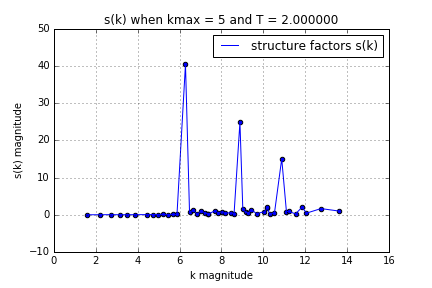 s(k) when kmax = 5 and T = 2.000000
structure factors s(k)
50
40
30
20
10
0
−10
s(k) magnitude
0 2 4 6 8 10 12 14 16
k magnitude